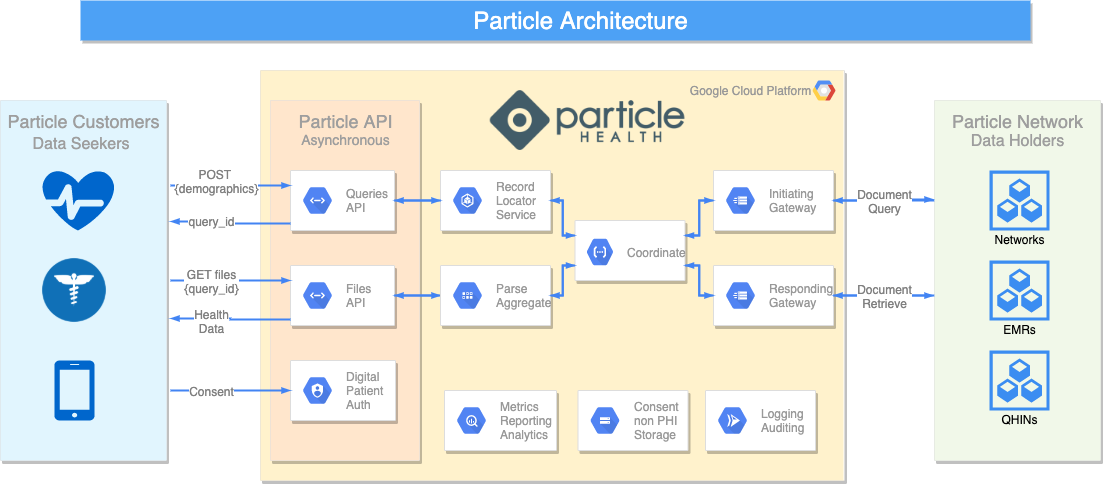 Particle Architecture
Google Cloud Platform
particle
HEALTH
Particle Customers
Data Seekers
Particle API
Asynchronous
Particle Network
Data Holders
POST
{demographics}
query_id
GET files
{query_id}
Health
Data
Consent
Queries
API
Files
API
Digital
Patient
Auth
Record
Locator
Service
Parse
Aggregate
Coordinate
Initiating
Gateway
Responding
Gateway
Document
Query
Document
Retrieve
Networks
EMRs
QHINs
Metrics
Reporting
Analytics
Consent
non PHI
Storage
Logging
Auditing